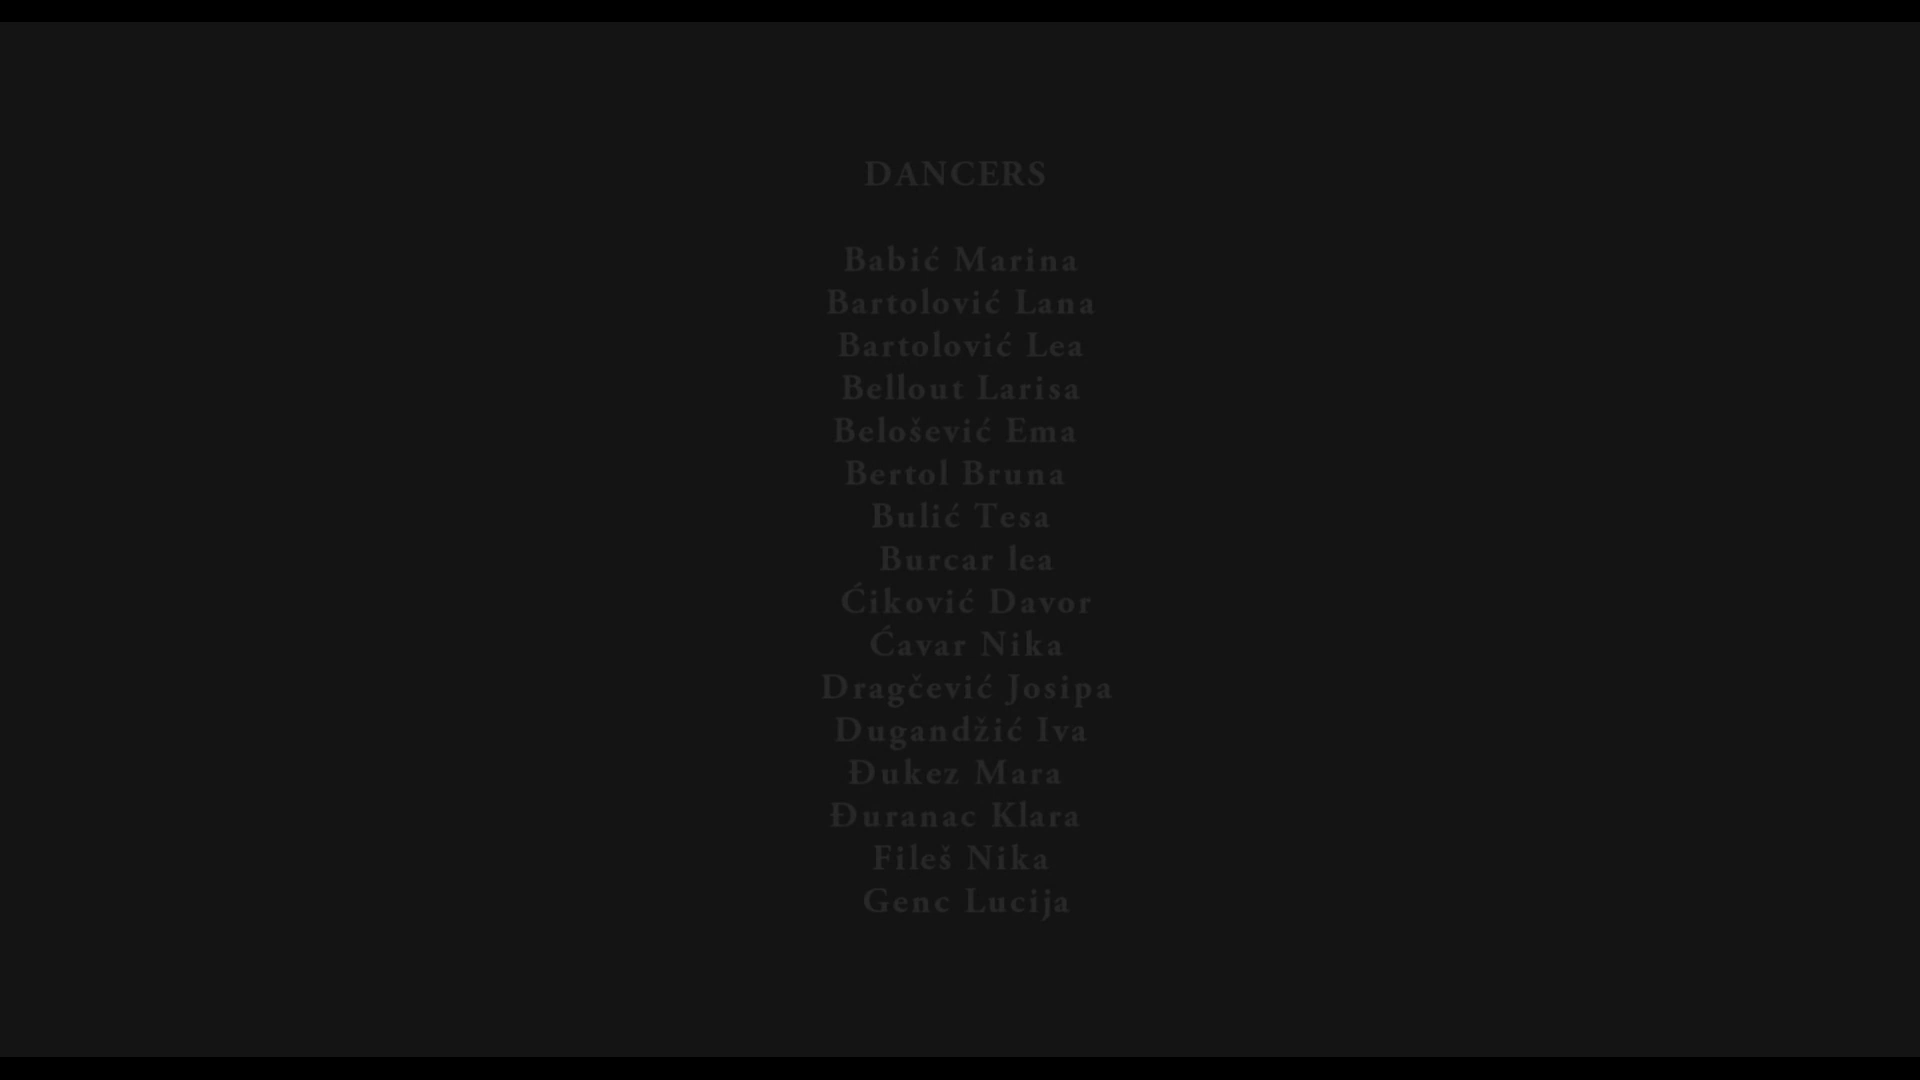 DANCERS
Babić Marina
Bartolović Lana
Bartolović Lea
Bellout Larisa
Belošević Ema
Bertol Bruna
Bulić Tesa
Burcar lea
Ćiković Davor
Ćavar Nika
Dragčević Josipa
Dugandžić Iva
Đukez Mara
Đuranac Klara
Fileš Nika
Genc Lucija